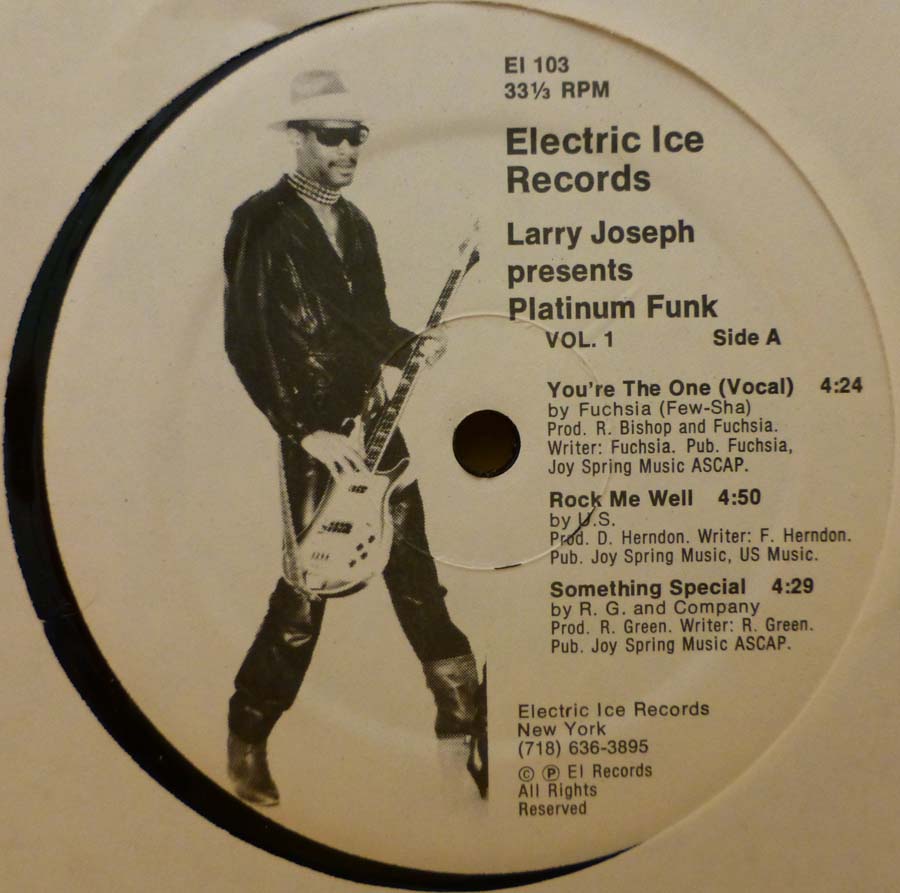 EI 103
33⅓ RPM
Electric Ice
Records
Larry Joseph
presents
Platinum Funk
VOL. 1 Side A
You're The One (Vocal) 4:24
by Fuchsia (Few-Sha)
Prod. R. Bishop and Fuchsia.
Writer: Fuchsia. Pub. Fuchsia,
Joy Spring Music ASCAP.
Rock Me Well 4:50
by U.S.
Prod. D. Herndon. Writer: F. Herndon.
Pub. Joy Spring Music, US Music.
Something Special 4:29
by R. G. and Company
Prod. R. Green. Writer: R. Green.
Pub. Joy Spring Music ASCAP.
Electric Ice Records
New York
(718) 636-3895
© ℗ EI Records
All Rights
Reserved